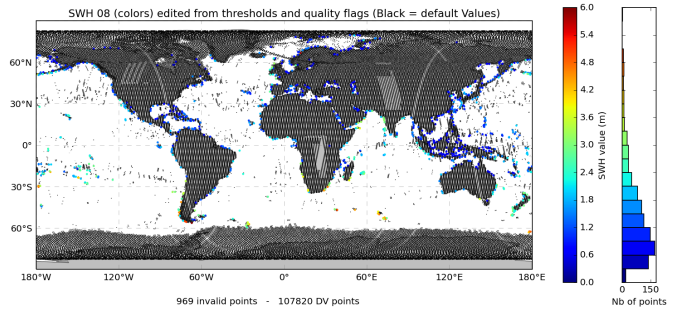 SWH 08 (colors) edited from thresholds and quality flags (Black = default Values)
60°N
30°N
0°
30°S
60°S
180°W 120°W 60°W 0° 60°E 120°E 180°E
969 invalid points - 107820 DV points
6.0
5.4
4.8
4.2
3.6
3.0
2.4
1.8
1.2
0.6
0.0
SWH value (m)
0 150
Nb of points